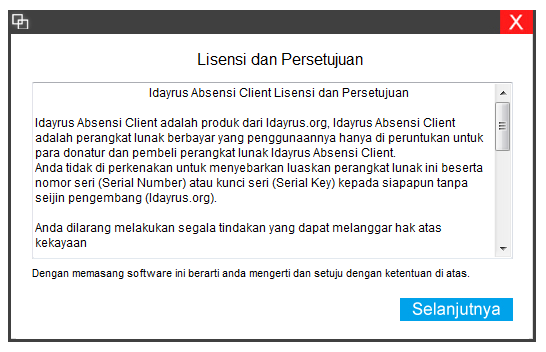 X
Lisensi dan Persetujuan
Idayrus Absensi Client Lisensi dan Persetujuan
Idayrus Absensi Client adalah produk dari Idayrus.org, Idayrus Absensi Client
adalah perangkat lunak berbayar yang penggunaannya hanya di peruntukan untuk
para donatur dan pembeli perangkat lunak Idayrus Absensi Client.
Anda tidak di perkenakan untuk menyebarkan luaskan perangkat lunak ini beserta
nomor seri (Serial Number) atau kunci seri (Serial Key) kepada siapapun tanpa
seijin pengembang (Idayrus.org).
Anda dilarang melakukan segala tindakan yang dapat melanggar hak atas
kekayaan
Dengan memasang software ini berarti anda mengerti dan setuju dengan ketentuan di atas.
Selanjutnya